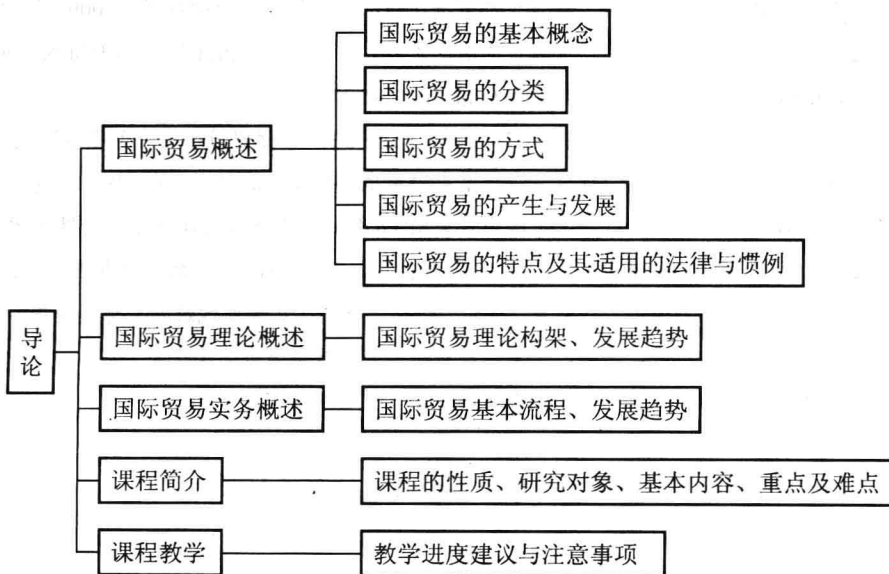 国际贸易的基本概念
国际贸易的分类
国际贸易概述
国际贸易的方式
国际贸易的产生与发展
国际贸易的特点及其适用的法律与惯例
导论
国际贸易理论概述
国际贸易理论构架、发展趋势
国际贸易实务概述
国际贸易基本流程、发展趋势
课程简介
课程的性质、研究对象、基本内容、重点及难点
课程教学
教学进度建议与注意事项